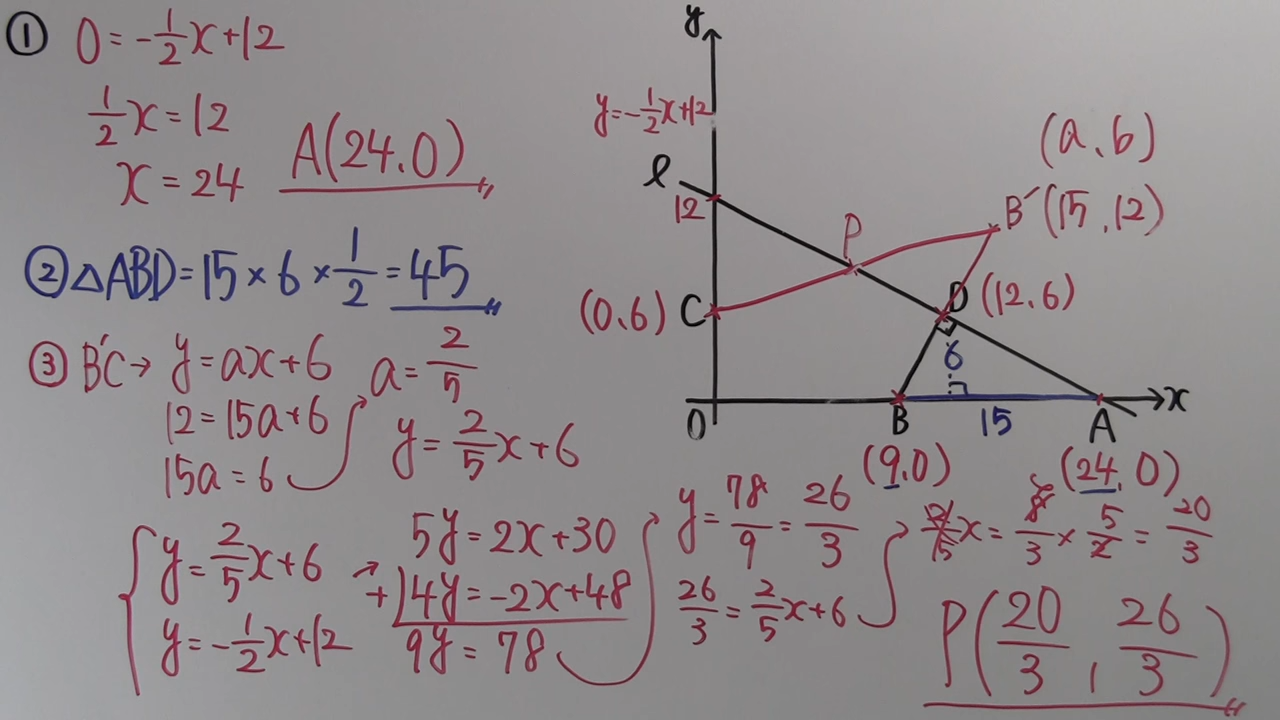 ① 0=-1/2x+12
1/2x=12
x=24 A(24.0)
② △ABD=15×6×1/2=45
③ B'C→ y=ax+6
12=15a+6
15a=6
a=2/5
y=2/5x+6
y=2/5x+6
y=-1/2x+12
5y=2x+30
+)4y=-2x+48
9y=78
y=78/9=26/3
26/3=2/5x+6
2/5x=8/3×5/2=20/3
P(20/3, 26/3)
y
y=-1/2x+12
ℓ
12
P
(a,b)
B'(15,12)
(0.6) C
D (12,6)
6
O
B
15
A
x
(9.0)
(24,0)